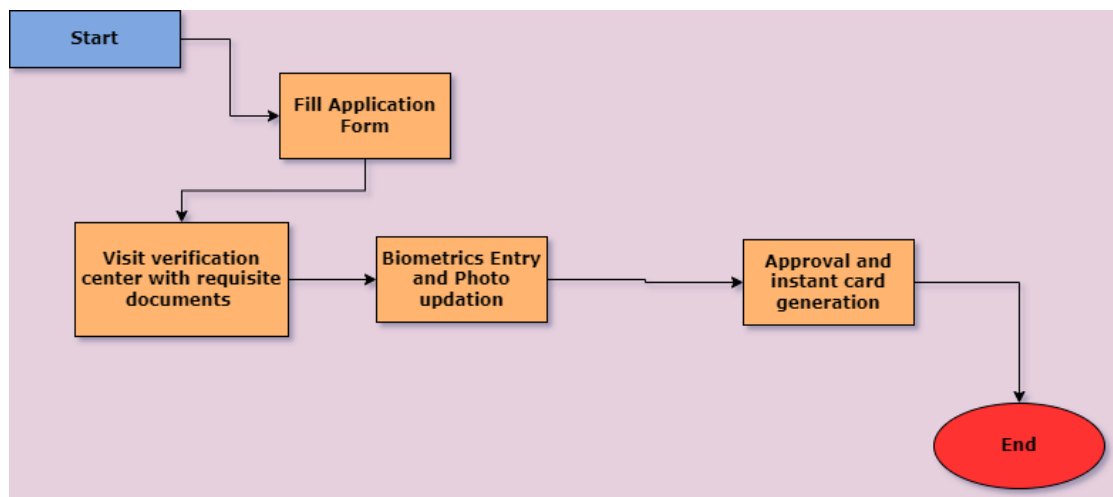 Start
Fill Application
Form
Visit verification
center with requisite
documents
Biometrics Entry
and Photo
updation
Approval and
instant card
generation
End